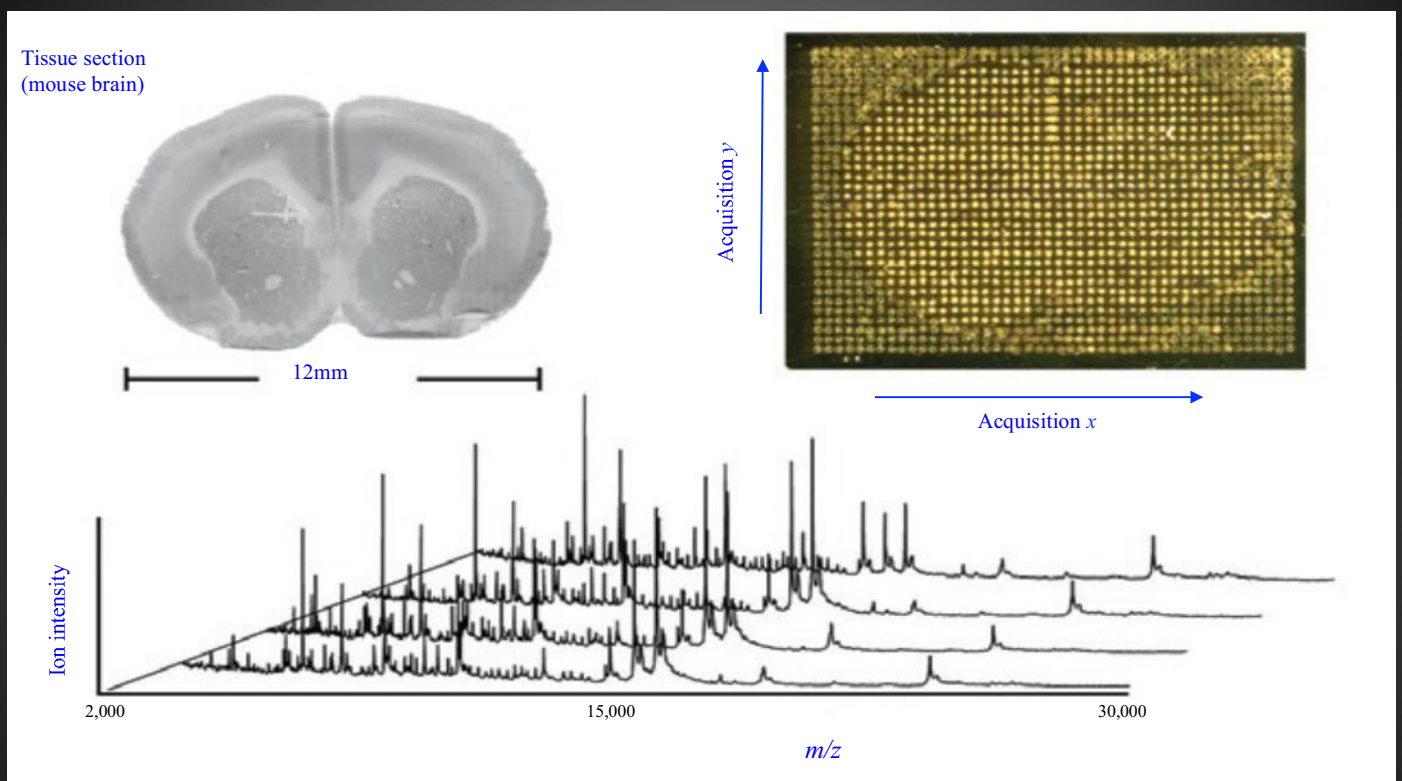 Tissue section
(mouse brain)
12mm
Acquisition y
Acquisition x
Ion intensity
2,000
15,000
30,000
m/z